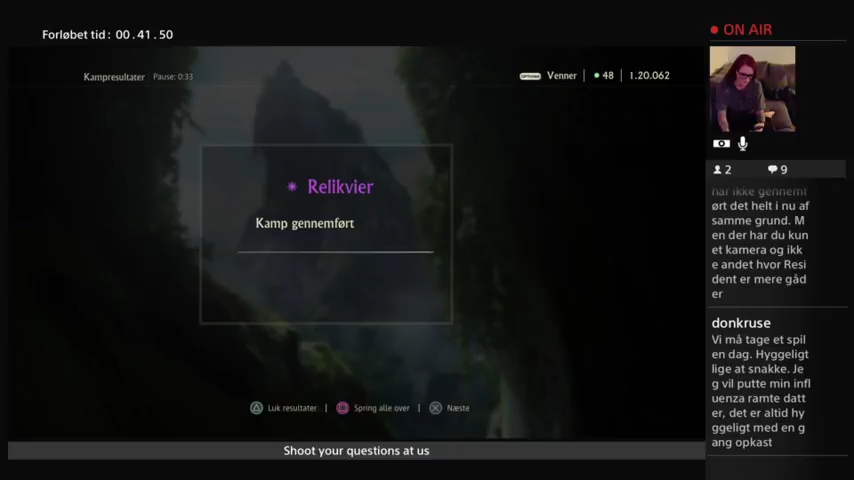 Forløbet tid: 00.41.50
ON AIR
Kampresultater Pause: 0:33
OPTIONS Venner 48 1.20.062
2 9
Relikvier
Kamp gennemført
har ikke gennemf
ørt det helt i nu af
samme grund. M
en der har du kun
et kamera og ikk
e andet hvor Resi
dent er mere gåd
er
donkruse
Vi må tage et spil
en dag. Hyggeligt
lige at snakke. Je
g vil putte min infl
uenza ramte datt
er, det er altid hy
ggeligt med en g
ang opkast
Luk resultater Spring alle over Næste
Shoot your questions at us